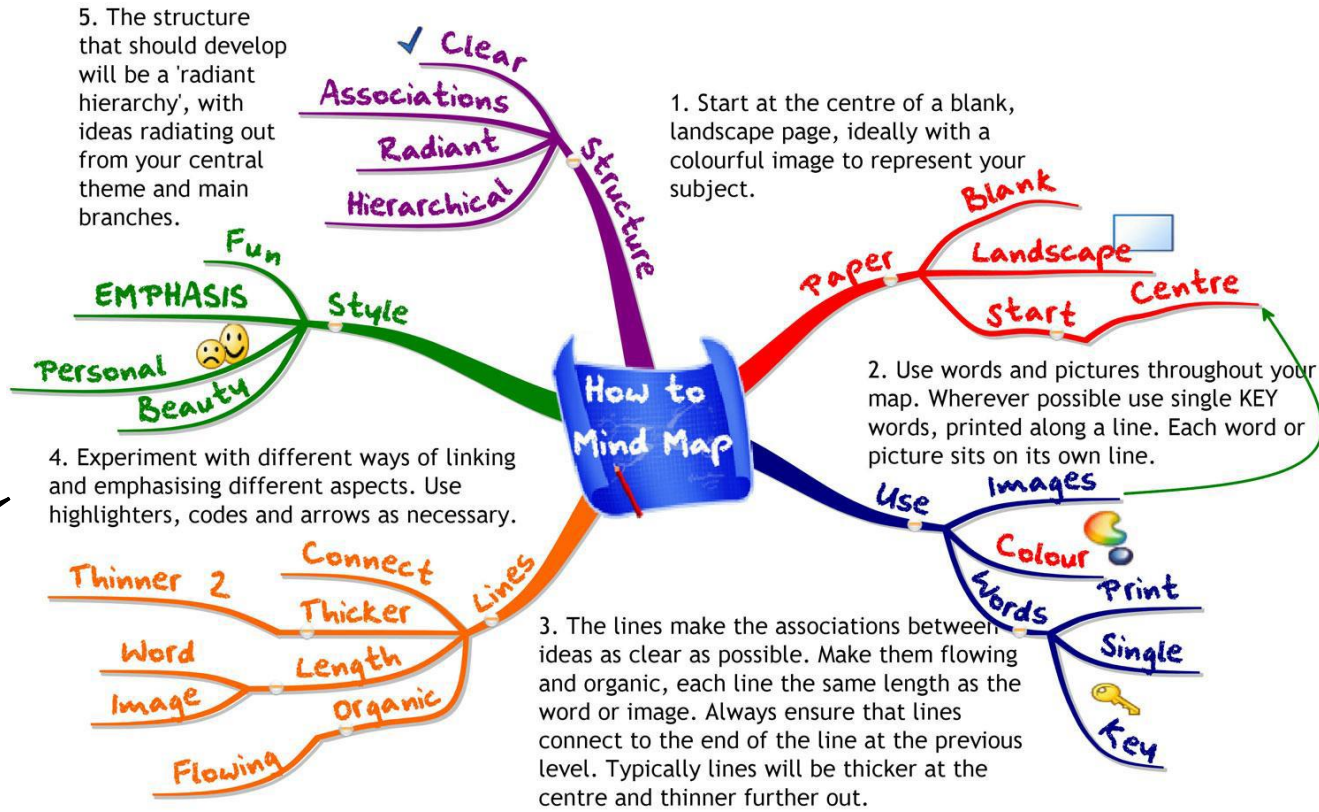 How to
Mind Map
1. Start at the centre of a blank,
landscape page, ideally with a
colourful image to represent your
subject.
Paper
Blank
Landscape
Start
Centre
2. Use words and pictures throughout your
map. Wherever possible use single KEY
words, printed along a line. Each word or
picture sits on its own line.
Use
Images
Colour
Words
Print
Single
Key
3. The lines make the associations between
ideas as clear as possible. Make them flowing
and organic, each line the same length as the
word or image. Always ensure that lines
connect to the end of the line at the previous
level. Typically lines will be thicker at the
centre and thinner further out.
Lines
Connect
Thicker
Thinner 2
Length
Word
Image
Organic
Flowing
4. Experiment with different ways of linking
and emphasising different aspects. Use
highlighters, codes and arrows as necessary.
Style
Fun
EMPHASIS
Personal
Beauty
5. The structure
that should develop
will be a 'radiant
hierarchy', with
ideas radiating out
from your central
theme and main
branches.
Structure
Clear
Associations
Radiant
Hierarchical